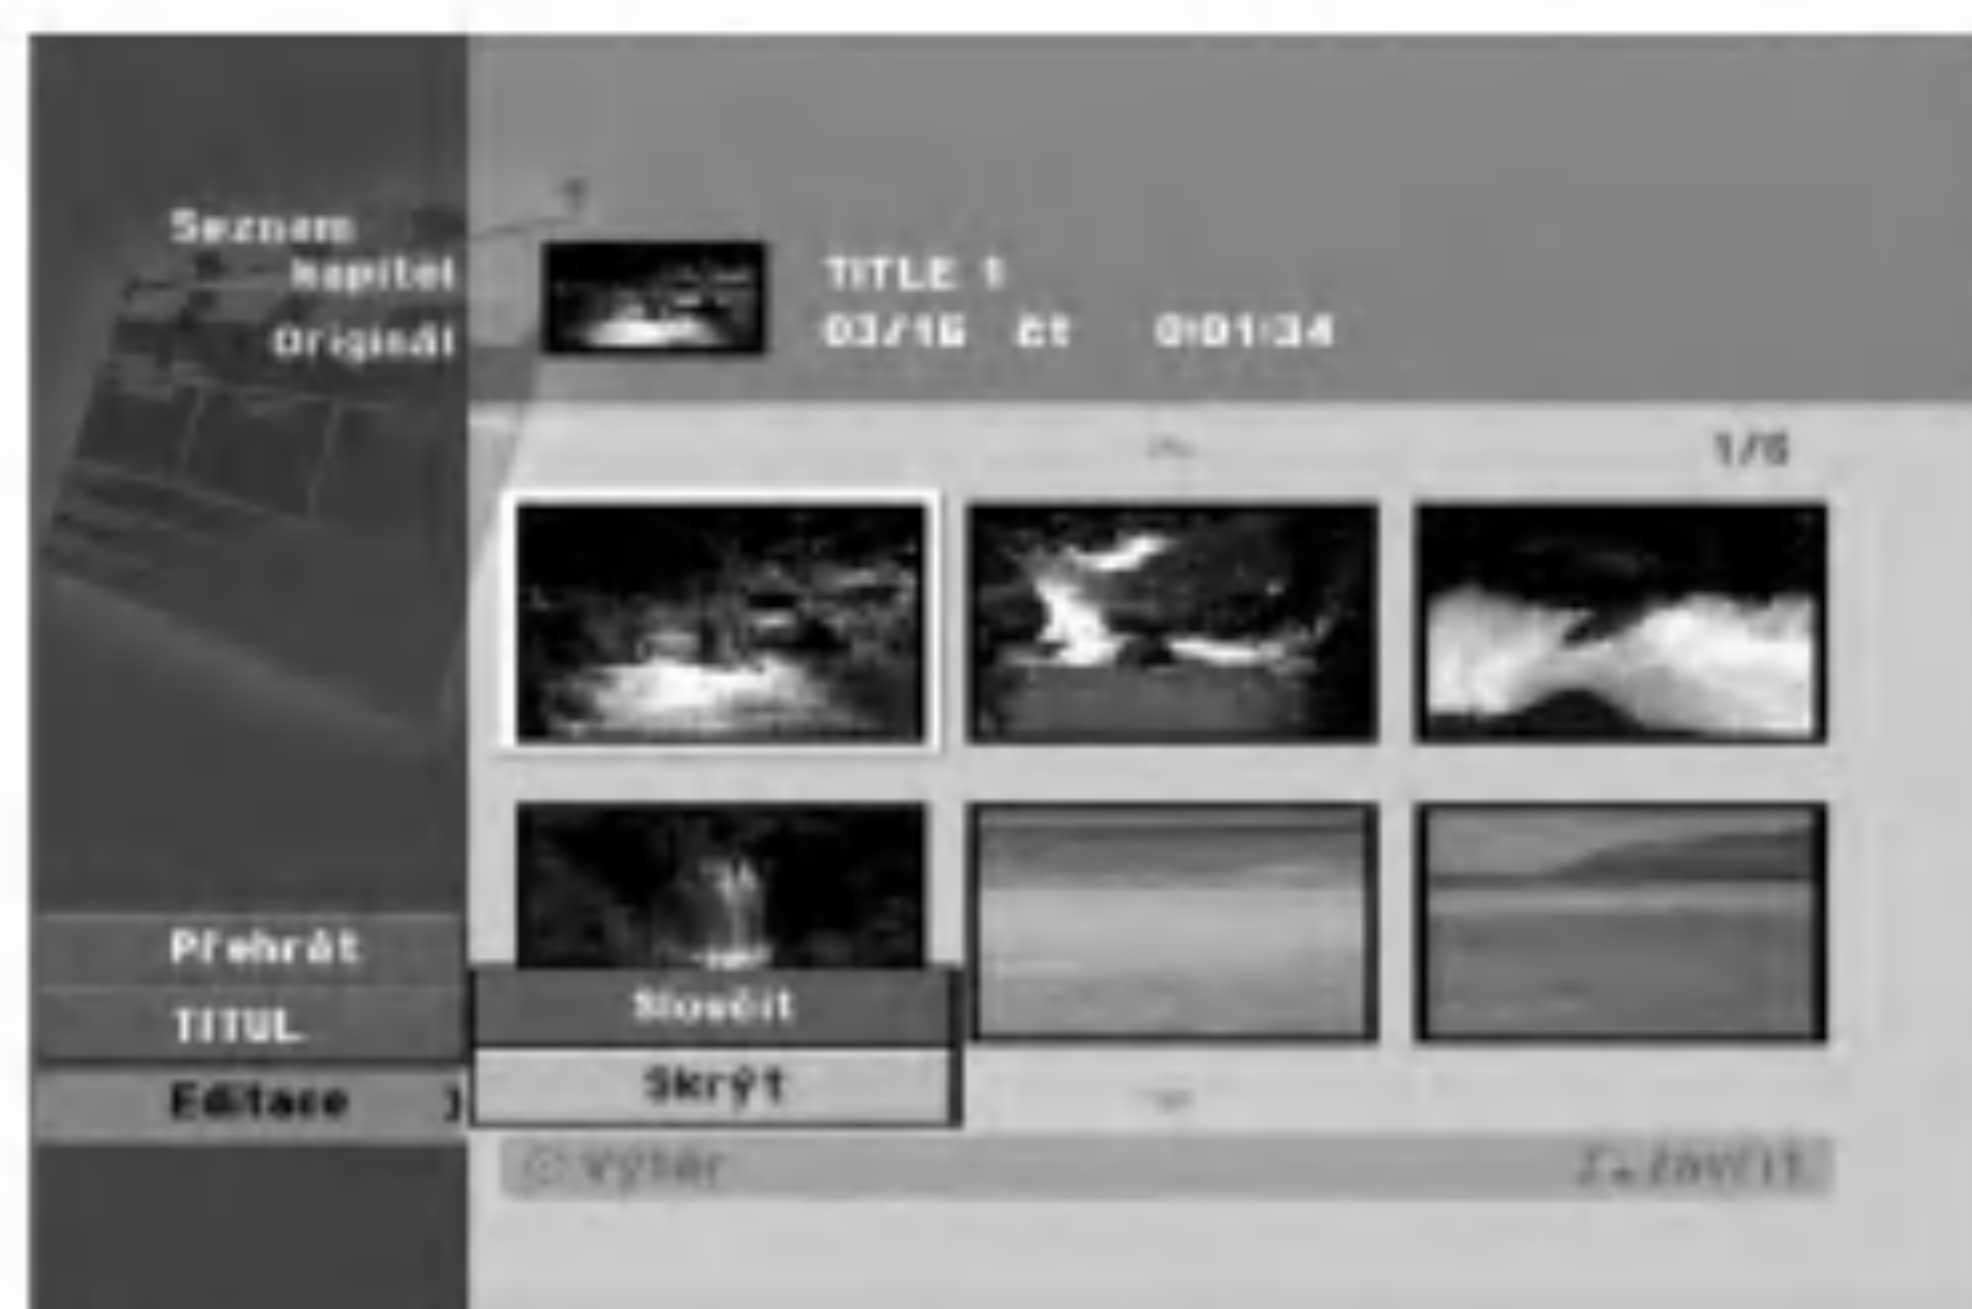 Seznam
kapitol
Originál
TITLE 1
03/16 čt 0:01:34
1/6
Přehrát
TITUL
Editace
Sloučit
Skrýt
Výběr
Zavřít